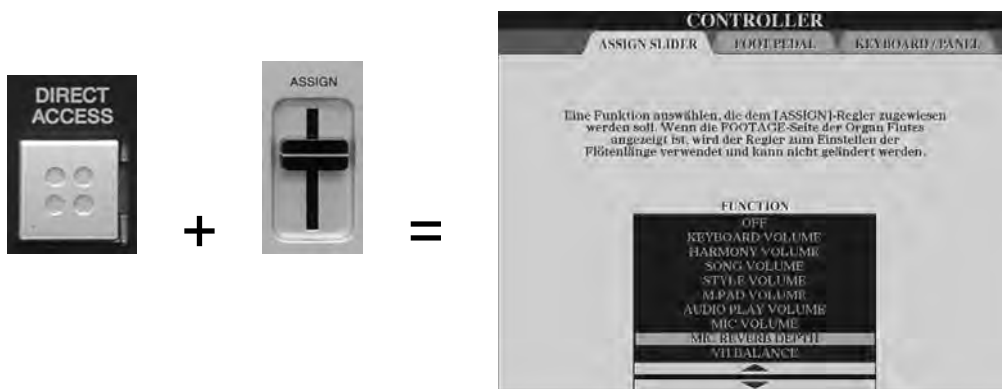 DIRECT
ACCESS
+
ASSIGN
=
CONTROLLER
ASSIGN SLIDER FOOT PEDAL KEYBOARD / PANEL
Eine Funktion auswählen, die dem [ASSIGN]-Regler zugewiesen
werden soll. Wenn die FOOTAGE-Seite der Organ Flutes
angezeigt ist, wird der Regler zum Einstellen der
Flötenlänge verwendet und kann nicht geändert werden.
FUNCTION
OFF
KEYBOARD VOLUME
HARMONY VOLUME
SONG VOLUME
STYLE VOLUME
M.PAD VOLUME
AUDIO PLAY VOLUME
MIC VOLUME
MIC REVERB DEPTH
VH BALANCE